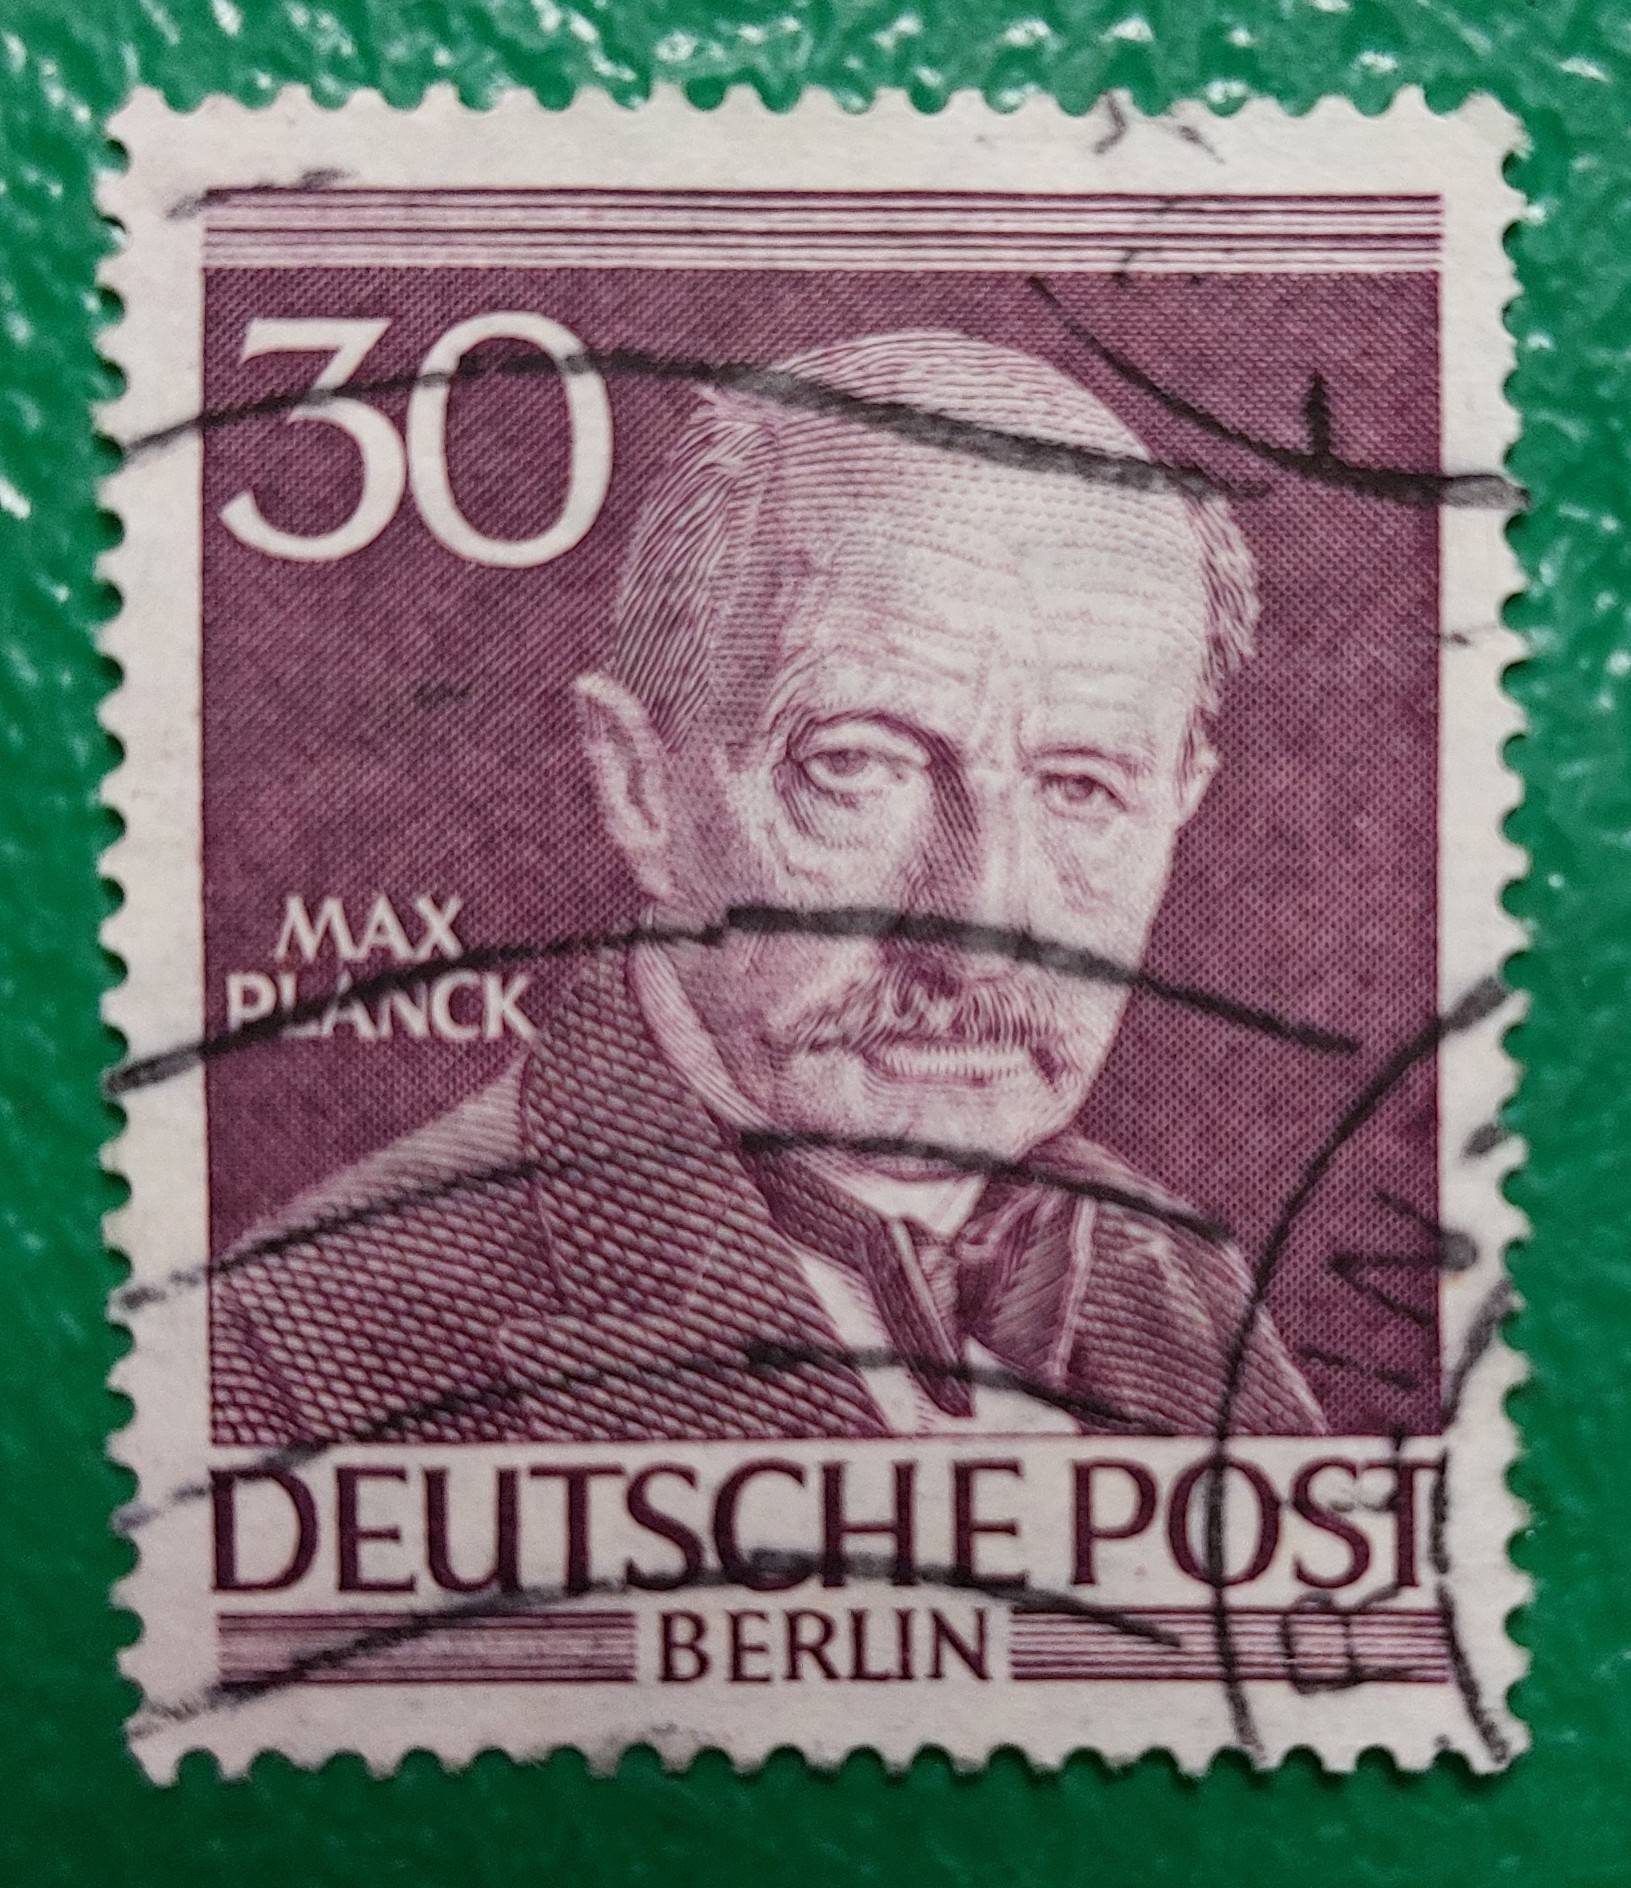 30
MAX
PLANCK
DEUTSCHE POST
BERLIN